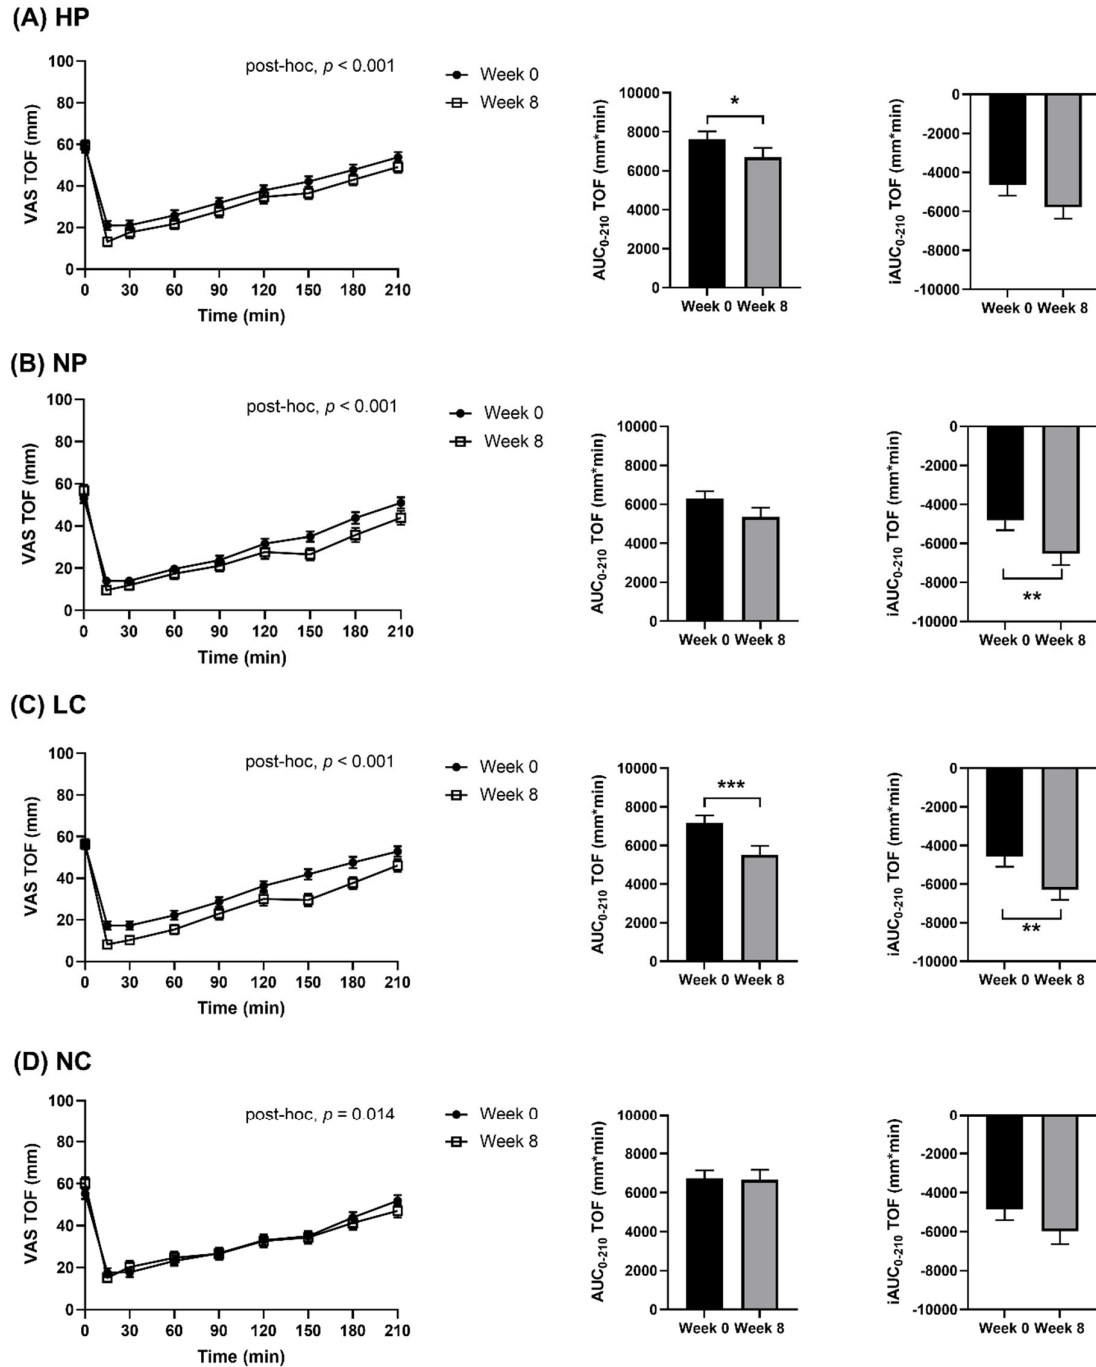 (A) HP
VAS TOF (mm)
100
80
60
40
20
0
0 30 60 90 120 150 180 210
Time (min)
post-hoc, p < 0.001
Week 0
Week 8
AUC0-210 TOF (mm*min)
10000
8000
6000
4000
2000
0
*
Week 0 Week 8
iAUC0-210 TOF (mm*min)
0
-2000
-4000
-6000
-8000
-10000
Week 0 Week 8
(B) NP
VAS TOF (mm)
100
80
60
40
20
0
0 30 60 90 120 150 180 210
Time (min)
post-hoc, p < 0.001
Week 0
Week 8
AUC0-210 TOF (mm*min)
10000
8000
6000
4000
2000
0
Week 0 Week 8
iAUC0-210 TOF (mm*min)
0
-2000
-4000
-6000
-8000
-10000
**
Week 0 Week 8
(C) LC
VAS TOF (mm)
100
80
60
40
20
0
0 30 60 90 120 150 180 210
Time (min)
post-hoc, p < 0.001
Week 0
Week 8
AUC0-210 TOF (mm*min)
10000
8000
6000
4000
2000
0
***
Week 0 Week 8
iAUC0-210 TOF (mm*min)
0
-2000
-4000
-6000
-8000
-10000
**
Week 0 Week 8
(D) NC
VAS TOF (mm)
100
80
60
40
20
0
0 30 60 90 120 150 180 210
Time (min)
post-hoc, p = 0.014
Week 0
Week 8
AUC0-210 TOF (mm*min)
10000
8000
6000
4000
2000
0
Week 0 Week 8
iAUC0-210 TOF (mm*min)
0
-2000
-4000
-6000
-8000
-10000
Week 0 Week 8